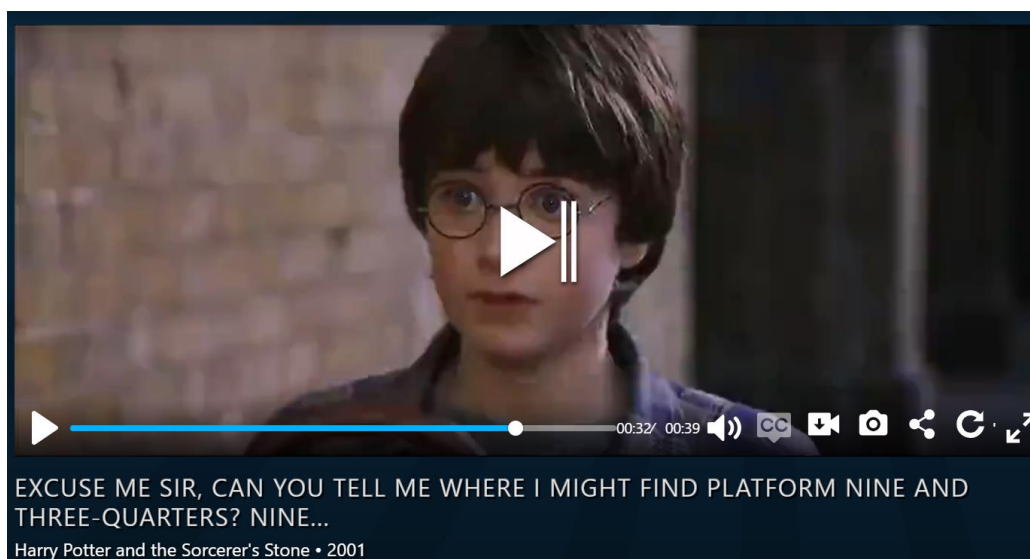 00:32/ 00:39
CC
EXCUSE ME SIR, CAN YOU TELL ME WHERE I MIGHT FIND PLATFORM NINE AND
THREE-QUARTERS? NINE...
Harry Potter and the Sorcerer's Stone • 2001